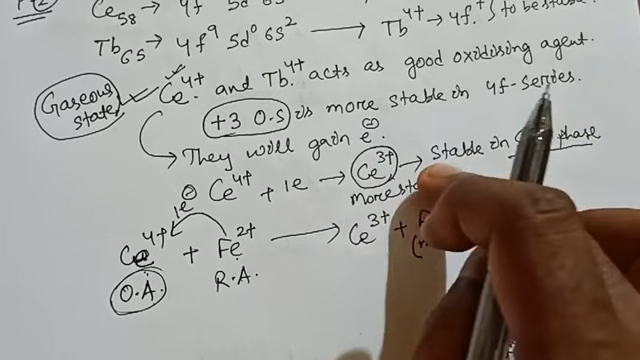 Ce₅₈ → 4f 5d 6s
Tb₆₅ → 4f⁹ 5d⁰ 6s² → Tb⁴⁺ → 4f⁷ } to be stable
Gaseous state Ce⁴⁺ and Tb⁴⁺ acts as good oxidising agent.
+3 O.S is more stable in 4f-series.
They will gain e⊖.
Ce⁴⁺ + 1e⊖ → Ce³⁺ → Stable in phase
more
1e
Ce⁴⁺ + Fe²⁺ → Ce³⁺ +
O.A. R.A.